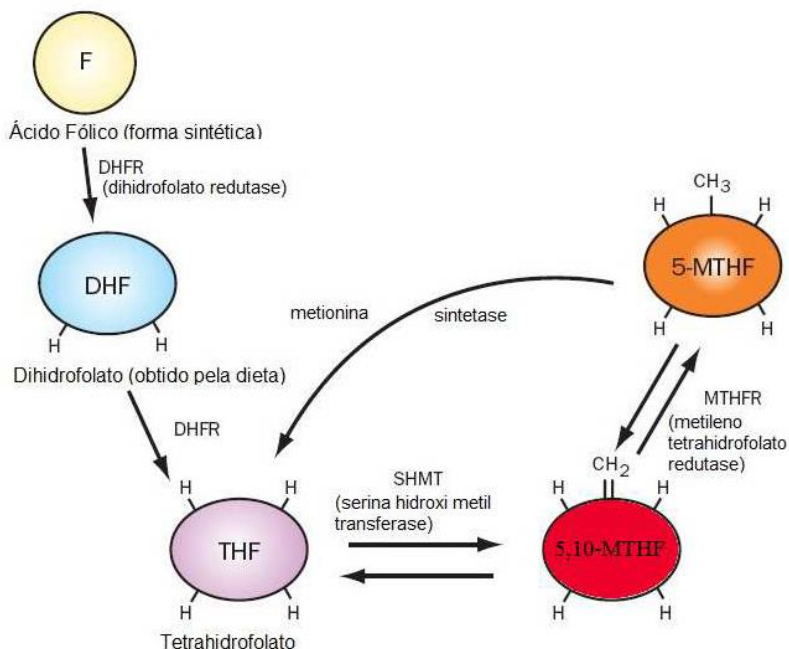 F
Ácido Fólico (forma sintética)
DHFR
(dihidrofolato redutase)
CH3
H
H
5-MTHF
H
H
DHF
H
H
metionina
sintetase
Dihidrofolato (obtido pela dieta)
MTHFR
(metileno
tetrahidrofolato
redutase)
DHFR
CH2
H
H
SHMT
(serina hidroxi metil
transferase)
H
H
THF
5,10-MTHF
H
H
H
H
Tetrahidrofolato